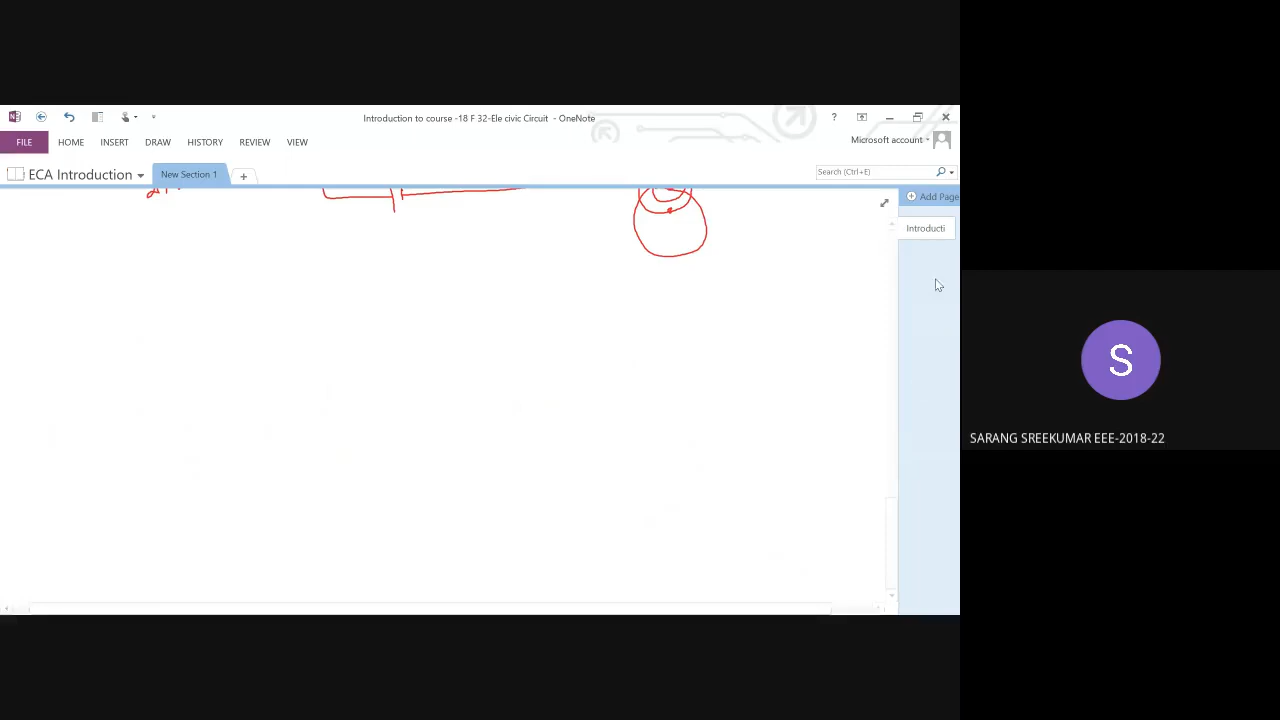 Introduction to course -18 F 32-Ele civic Circuit - OneNote
?
FILE HOME INSERT DRAW HISTORY REVIEW VIEW
Microsoft account
ECA Introduction
New Section 1
+
Search (Ctrl+E)
Add Page
Introducti
S
SARANG SREEKUMAR EEE-2018-22